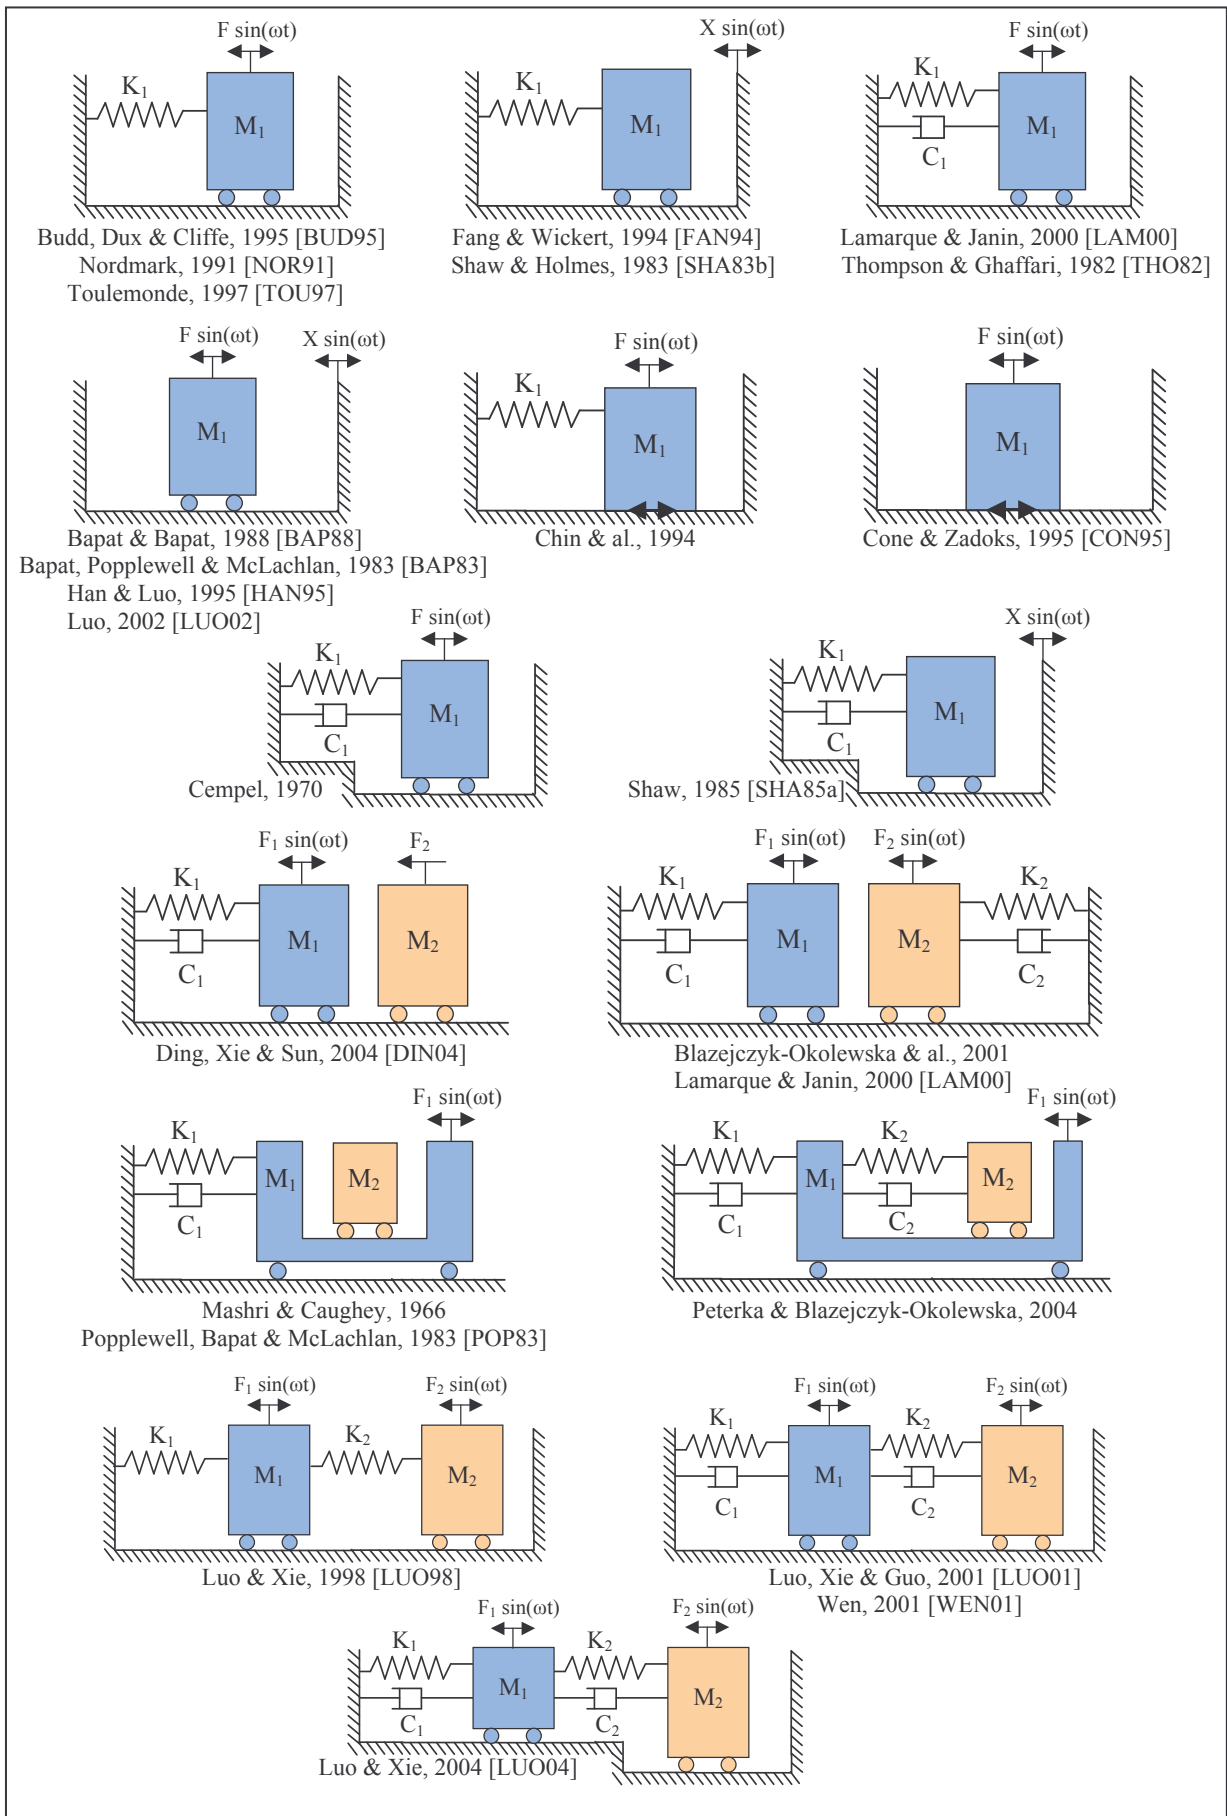 F sin(ωt)
K1
M1
Budd, Dux & Cliffe, 1995 [BUD95]
Nordmark, 1991 [NOR91]
Toulemonde, 1997 [TOU97]
X sin(ωt)
K1
M1
Fang & Wickert, 1994 [FAN94]
Shaw & Holmes, 1983 [SHA83b]
F sin(ωt)
K1
M1
C1
Lamarque & Janin, 2000 [LAM00]
Thompson & Ghaffari, 1982 [THO82]
F sin(ωt)
X sin(ωt)
M1
Bapat & Bapat, 1988 [BAP88]
Bapat, Popplewell & McLachlan, 1983 [BAP83]
Han & Luo, 1995 [HAN95]
Luo, 2002 [LUO02]
F sin(ωt)
K1
M1
Chin & al., 1994
F sin(ωt)
M1
Cone & Zadoks, 1995 [CON95]
F sin(ωt)
K1
M1
C1
Cempel, 1970
X sin(ωt)
K1
M1
C1
Shaw, 1985 [SHA85a]
F1 sin(ωt)
F2
K1
M1
M2
C1
Ding, Xie & Sun, 2004 [DIN04]
F1 sin(ωt)
F2 sin(ωt)
K1
K2
M1
M2
C1
C2
Blazejczyk-Okolewska & al., 2001
Lamarque & Janin, 2000 [LAM00]
F1 sin(ωt)
K1
M1
M2
C1
Mashri & Caughey, 1966
Popplewell, Bapat & McLachlan, 1983 [POP83]
F1 sin(ωt)
K1
K2
M1
M2
C1
C2
Peterka & Blazejczyk-Okolewska, 2004
F1 sin(ωt)
F2 sin(ωt)
K1
K2
M1
M2
Luo & Xie, 1998 [LUO98]
F1 sin(ωt)
F2 sin(ωt)
K1
K2
M1
M2
C1
C2
Luo, Xie & Guo, 2001 [LUO01]
Wen, 2001 [WEN01]
F1 sin(ωt)
F2 sin(ωt)
K1
K2
M1
M2
C1
C2
Luo & Xie, 2004 [LUO04]